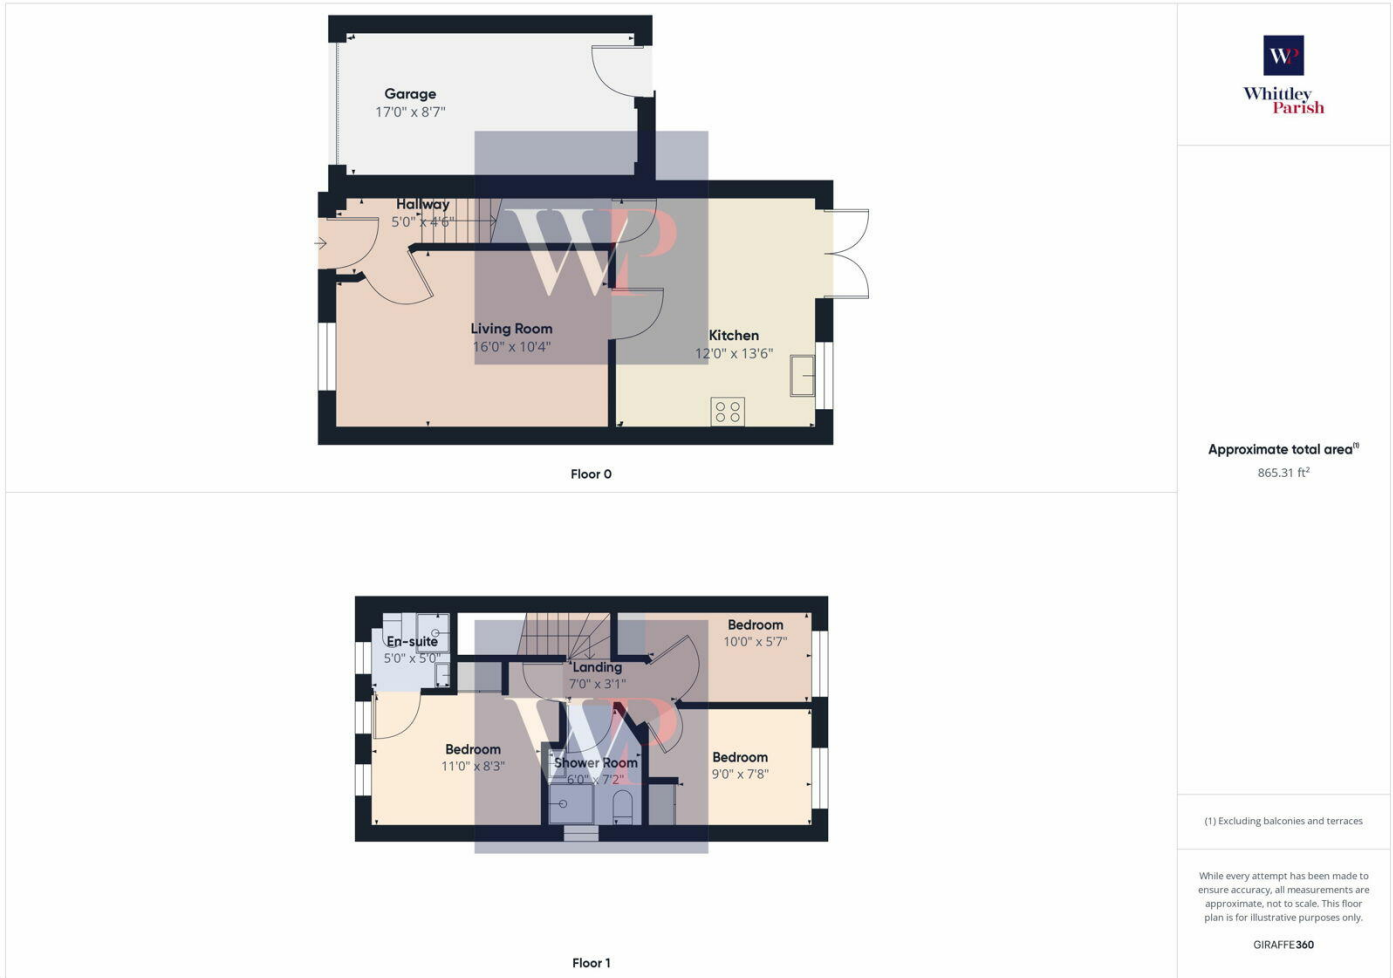 Garage
17'0" x 8'7"
Hallway
5'0" x 4'6"
Living Room
16'0" x 10'4"
Kitchen
12'0" x 13'6"
WP
Floor 0
En-suite
5'0" x 5'0"
Bedroom
10'0" x 5'7"
Landing
7'0" x 3'1"
Bedroom
11'0" x 8'3"
Shower Room
6'0" x 7'2"
Bedroom
9'0" x 7'8"
WP
Floor 1
WP
Whittley
Parish
Approximate total area(1)
865.31 ft²
(1) Excluding balconies and terraces
While every attempt has been made to
ensure accuracy, all measurements are
approximate, not to scale. This floor
plan is for illustrative purposes only.
GIRAFFE360